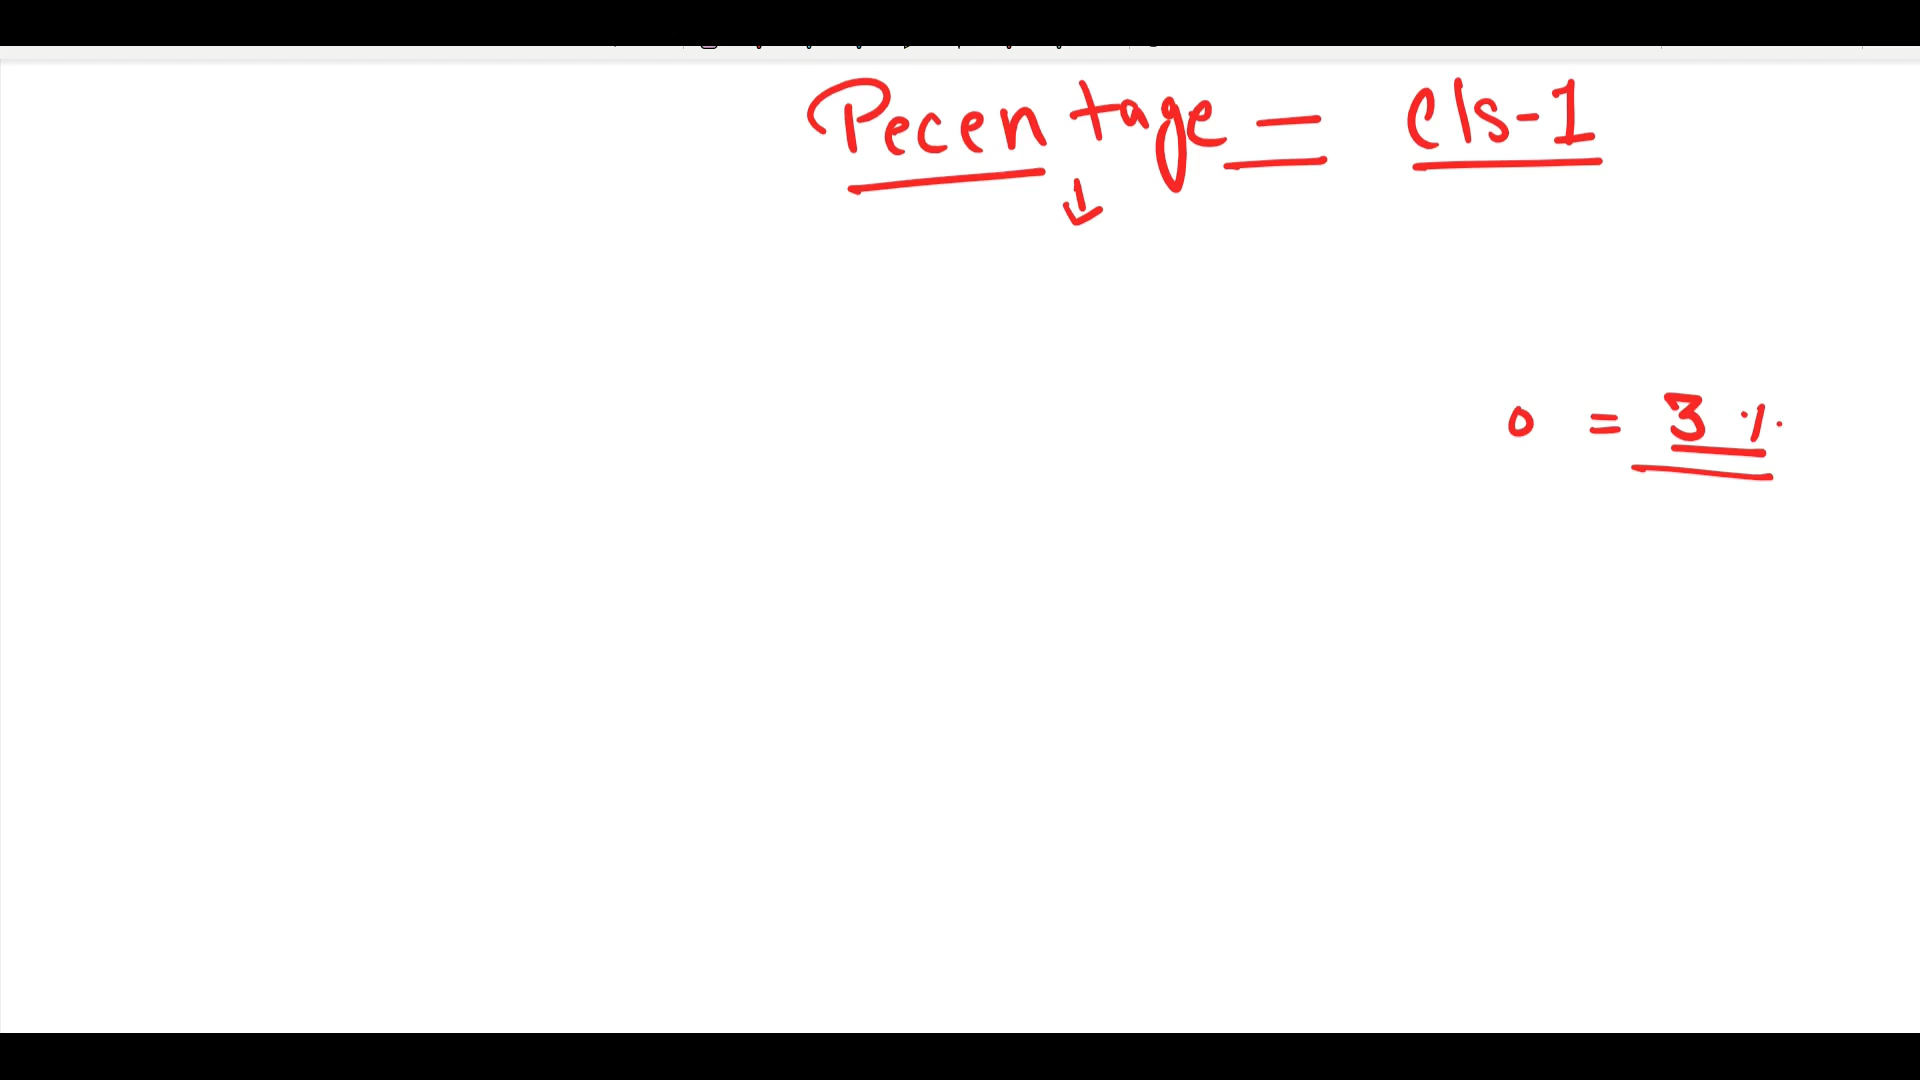 Pecentage = Cls-1
0 = 3 %